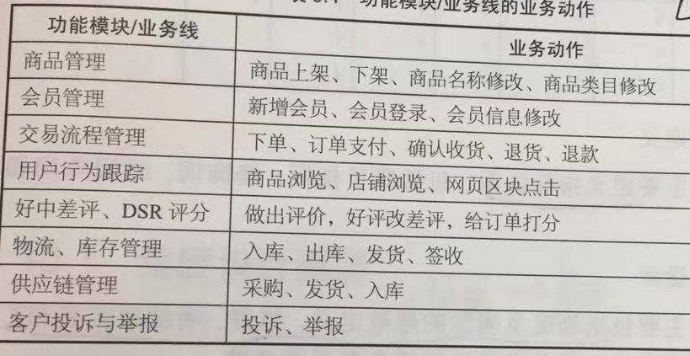 功能模块/业务线的业务动作
功能模块/业务线 业务动作
商品管理 商品上架、下架、商品名称修改、商品类目修改
会员管理 新增会员、会员登录、会员信息修改
交易流程管理 下单、订单支付、确认收货、退货、退款
用户行为跟踪 商品浏览、店铺浏览、网页区块点击
好中差评、DSR 评分 做出评价，好评改差评，给订单打分
物流、库存管理 入库、出库、发货、签收
供应链管理 采购、发货、入库
客户投诉与举报 投诉、举报